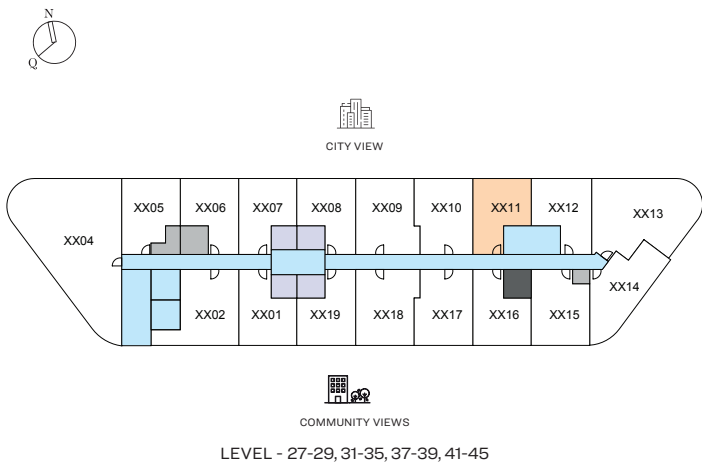 N
Q
CITY VIEW
XX05 XX06 XX07 XX08 XX09 XX10 XX11 XX12
XX13
XX04
XX14
XX02 XX01 XX19 XX18 XX17 XX16 XX15
COMMUNITY VIEWS
LEVEL - 27-29, 31-35, 37-39, 41-45